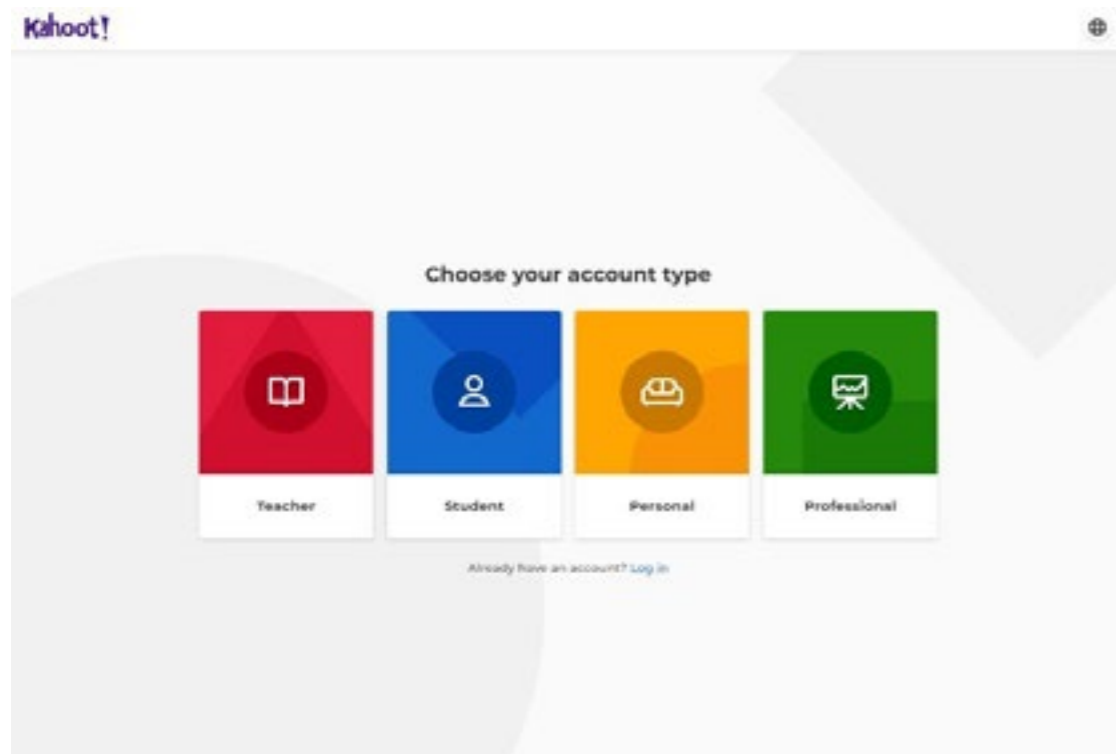 Kahoot!
Choose your account type
Teacher
Student
Personal
Professional
Already have an account? Log in